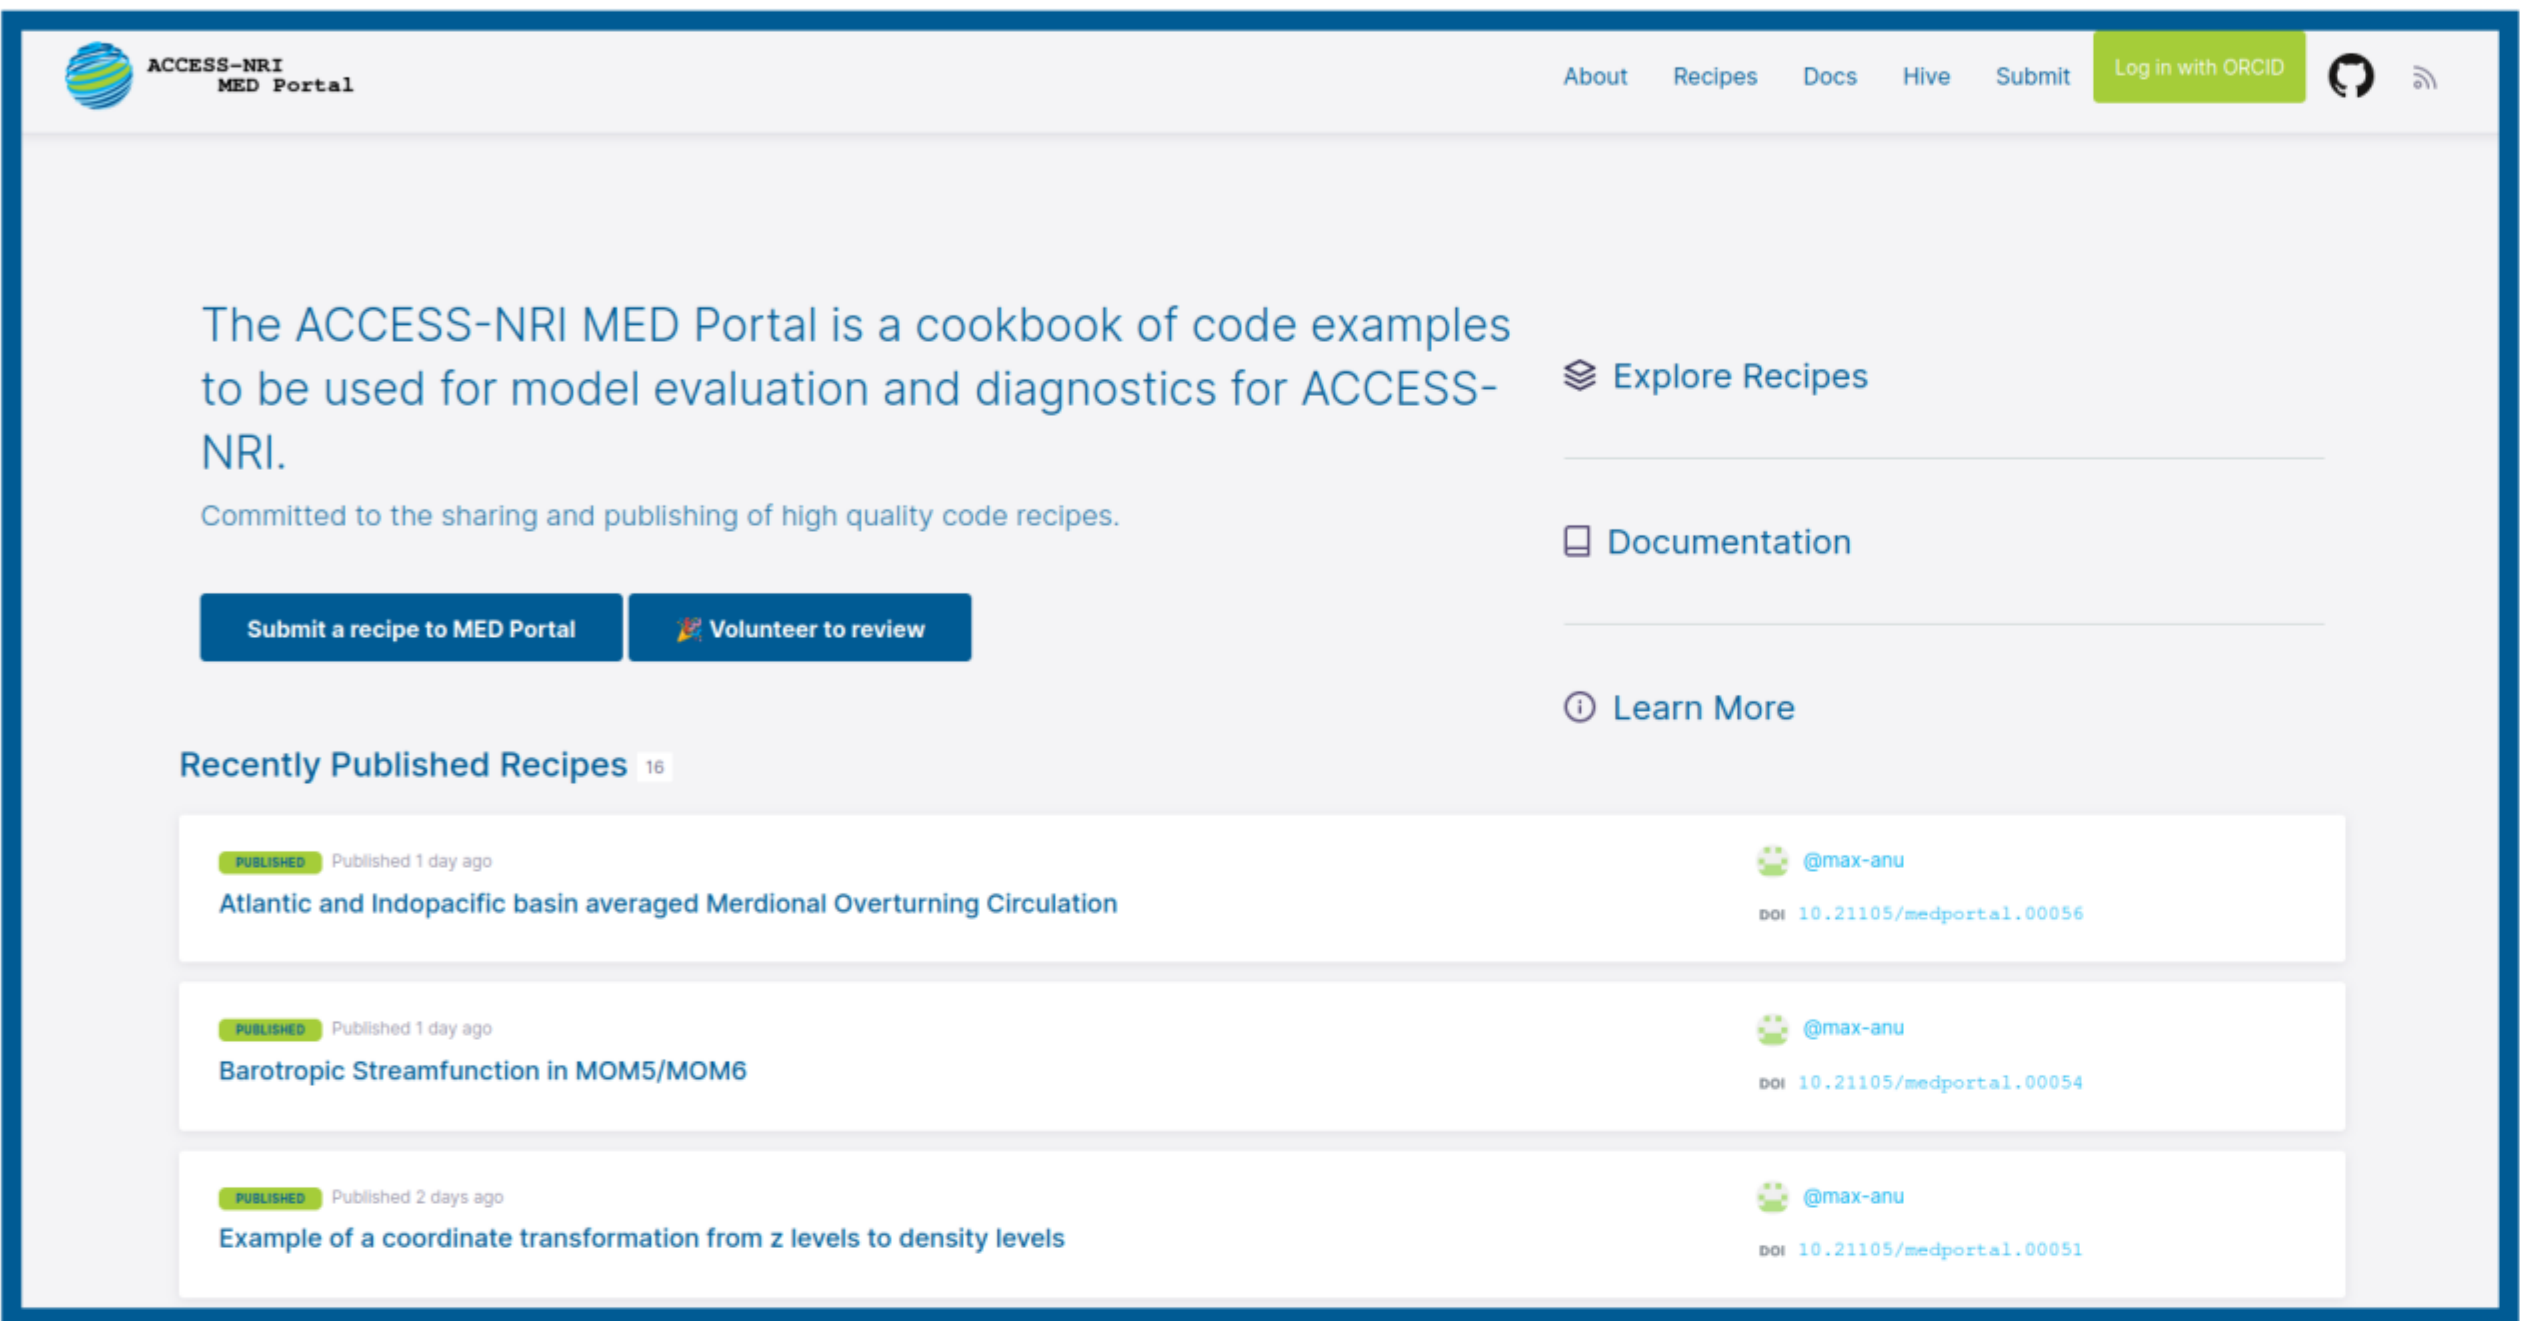 ACCESS-NRI
MED Portal
About Recipes Docs Hive Submit Log in with ORCID
The ACCESS-NRI MED Portal is a cookbook of code examples
to be used for model evaluation and diagnostics for ACCESS-
NRI.
Committed to the sharing and publishing of high quality code recipes.
Submit a recipe to MED Portal 🎉 Volunteer to review
Explore Recipes
Documentation
Learn More
Recently Published Recipes 16
PUBLISHED Published 1 day ago
Atlantic and Indopacific basin averaged Merdional Overturning Circulation
@max-anu
DOI 10.21105/medportal.00056
PUBLISHED Published 1 day ago
Barotropic Streamfunction in MOM5/MOM6
@max-anu
DOI 10.21105/medportal.00054
PUBLISHED Published 2 days ago
Example of a coordinate transformation from z levels to density levels
@max-anu
DOI 10.21105/medportal.00051